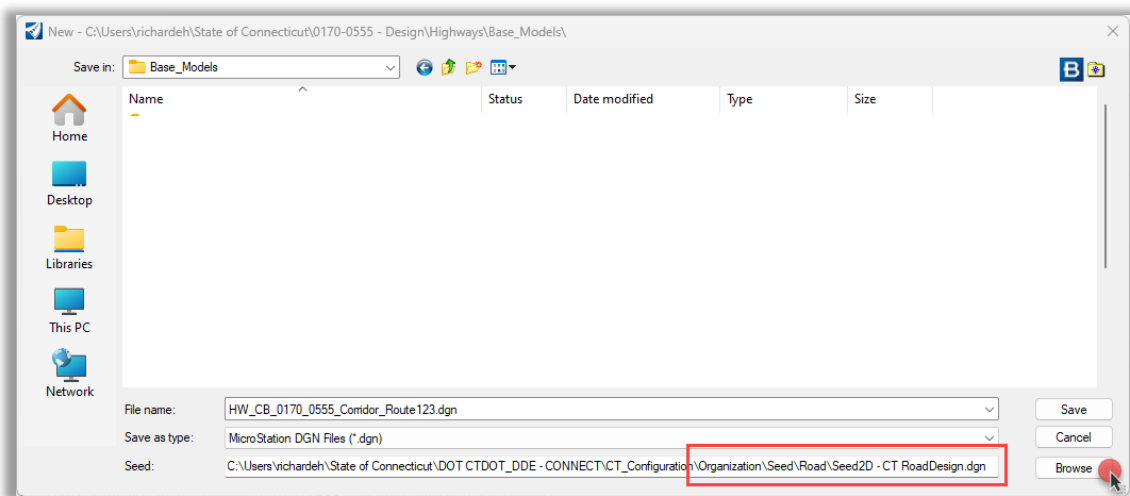 New - C:\Users\richardeh\State of Connecticut\0170-0555 - Design\Highways\Base_Models\
Save in: Base_Models
B
Name Status Date modified Type Size
Home
Desktop
Libraries
This PC
Network
File name: HW_CB_0170_0555_Corridor_Route123.dgn Save
Save as type: MicroStation DGN Files (*.dgn) Cancel
Seed: C:\Users\richardeh\State of Connecticut\DOT CTDOT_DDE - CONNECT\CT_Configuration\Organization\Seed\Road\Seed2D - CT RoadDesign.dgn Browse